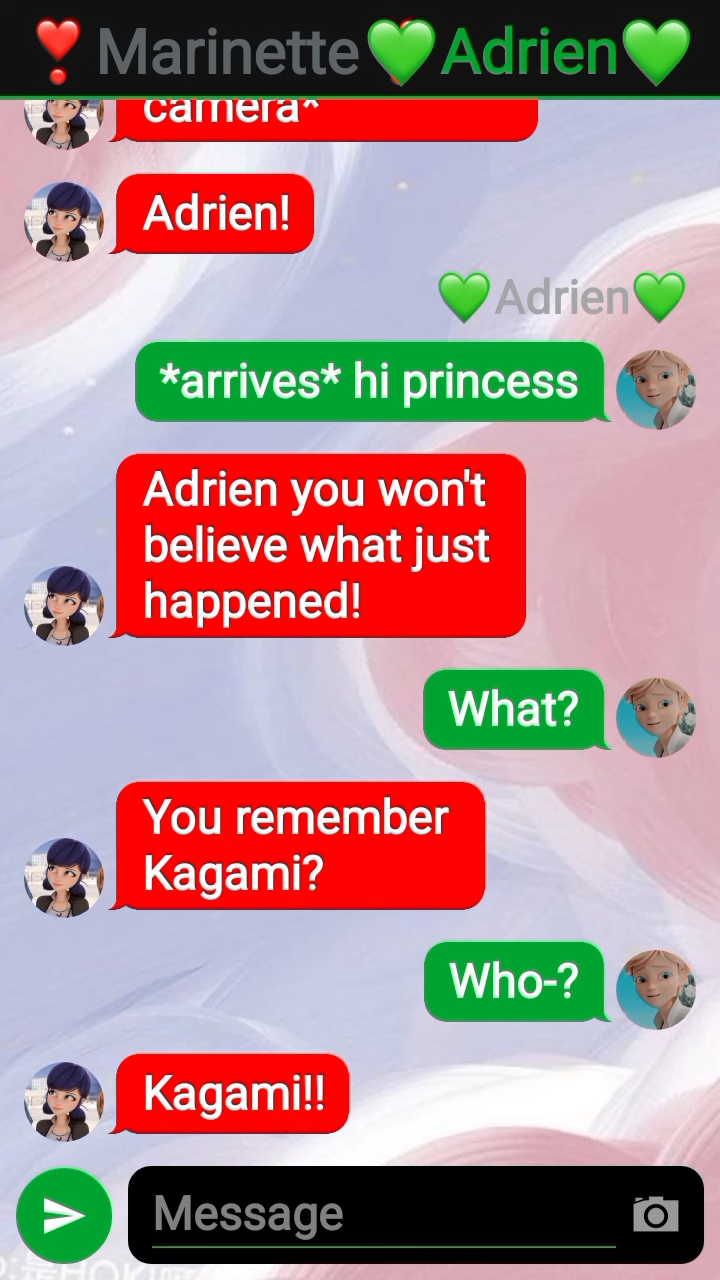 ❗Marinette❗💚Adrien💚
camera*
Adrien!
💚Adrien💚
*arrives* hi princess
Adrien you won't
believe what just
happened!
What?
You remember
Kagami?
Who-?
Kagami!!
Message